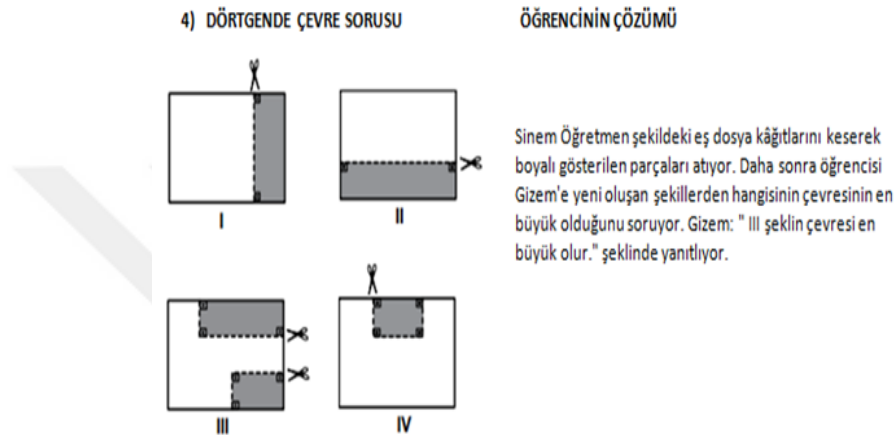 4) DÖRTGENDE ÇEVRE SORUSU
ÖĞRENCİNİN ÇÖZÜMÜ
I
II
Sinem Öğretmen şekildeki eş dosya kâğıtlarını keserek
boyalı gösterilen parçaları atıyor. Daha sonra öğrencisi
Gizem'e yeni oluşan şekillerden hangisinin çevresinin en
büyük olduğunu soruyor. Gizem: " III şeklin çevresi en
büyük olur." şeklinde yanıtlıyor.
III
IV